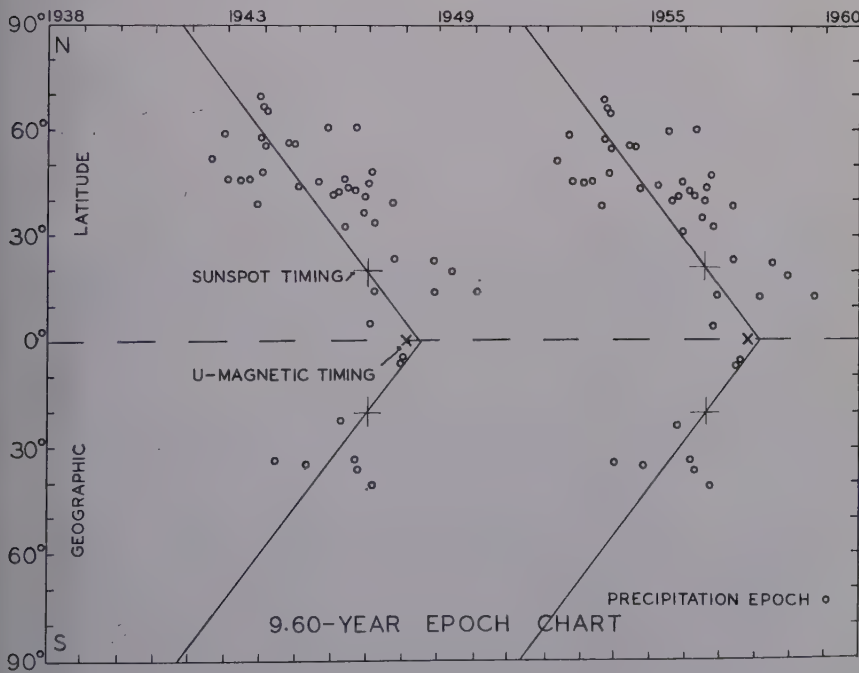 1938 1943 1949 1955 1960
90°
N
60°
30°
0°
30°
60°
90°
S
LATITUDE
GEOGRAPHIC
SUNSPOT TIMING
U-MAGNETIC TIMING
PRECIPITATION EPOCH
9.60-YEAR EPOCH CHART